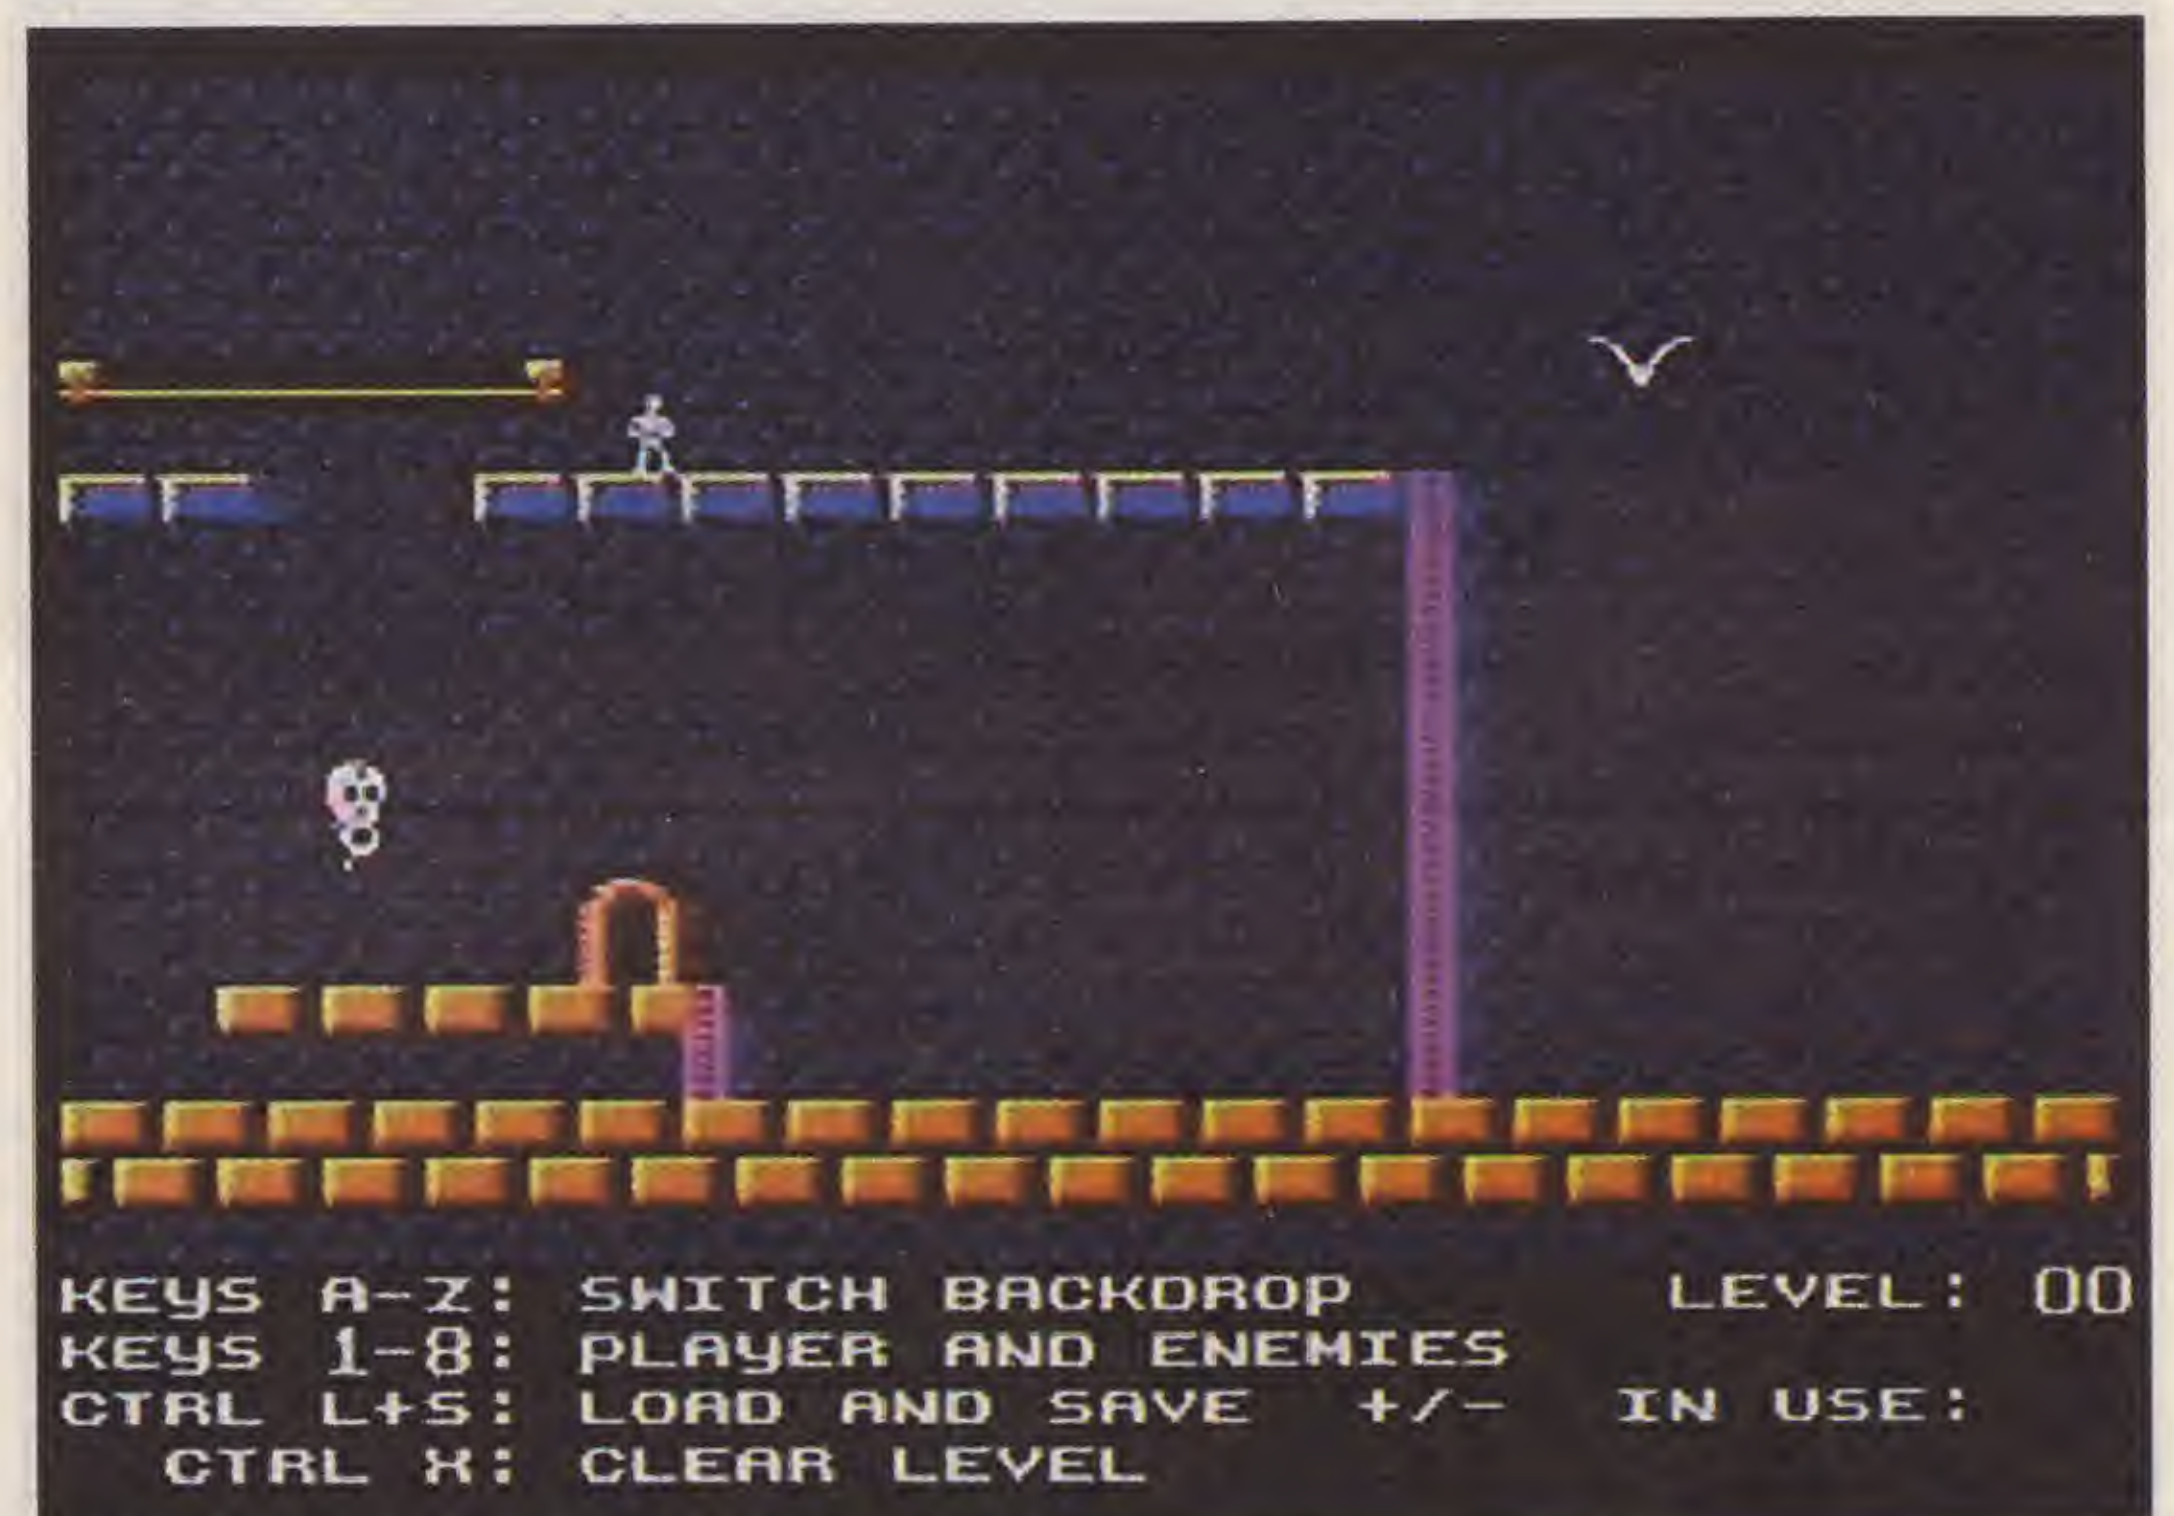 KEYS A-Z: SWITCH BACKDROP LEVEL: 00
KEYS 1-8: PLAYER AND ENEMIES
CTRL L+S: LOAD AND SAVE +/- IN USE:
CTRL X: CLEAR LEVEL